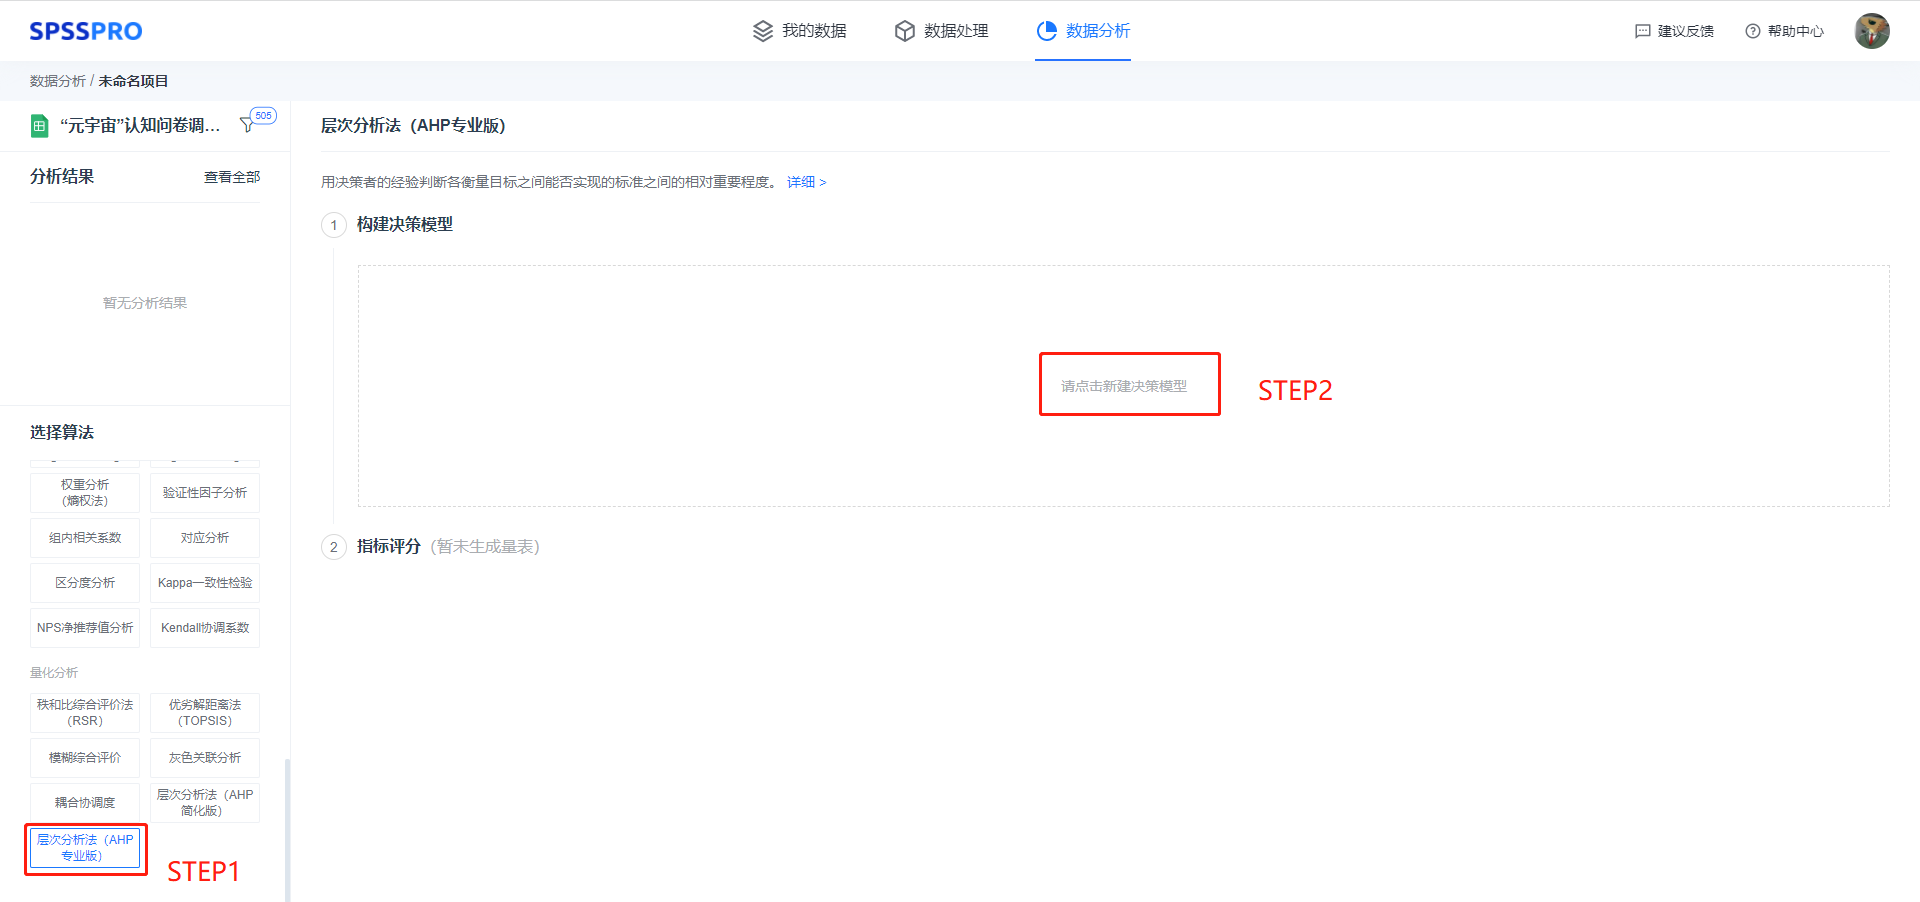 SPSSPRO
我的数据
数据处理
数据分析
建议反馈
帮助中心
数据分析 / 未命名项目
“元宇宙”认知问卷调...
505
分析结果
查看全部
暂无分析结果
选择算法
权重分析
（熵权法）
验证性因子分析
组内相关系数
对应分析
区分度分析
Kappa一致性检验
NPS净推荐值分析
Kendall协调系数
量化分析
秩和比综合评价法
（RSR）
优劣解距离法
（TOPSIS）
模糊综合评价
灰色关联分析
耦合协调度
层次分析法（AHP
简化版）
层次分析法（AHP
专业版）
STEP1
层次分析法（AHP专业版）
用决策者的经验判断各衡量目标之间能否实现的标准之间的相对重要程度。 详细 >
1 构建决策模型
请点击新建决策模型
STEP2
2 指标评分 （暂未生成量表）